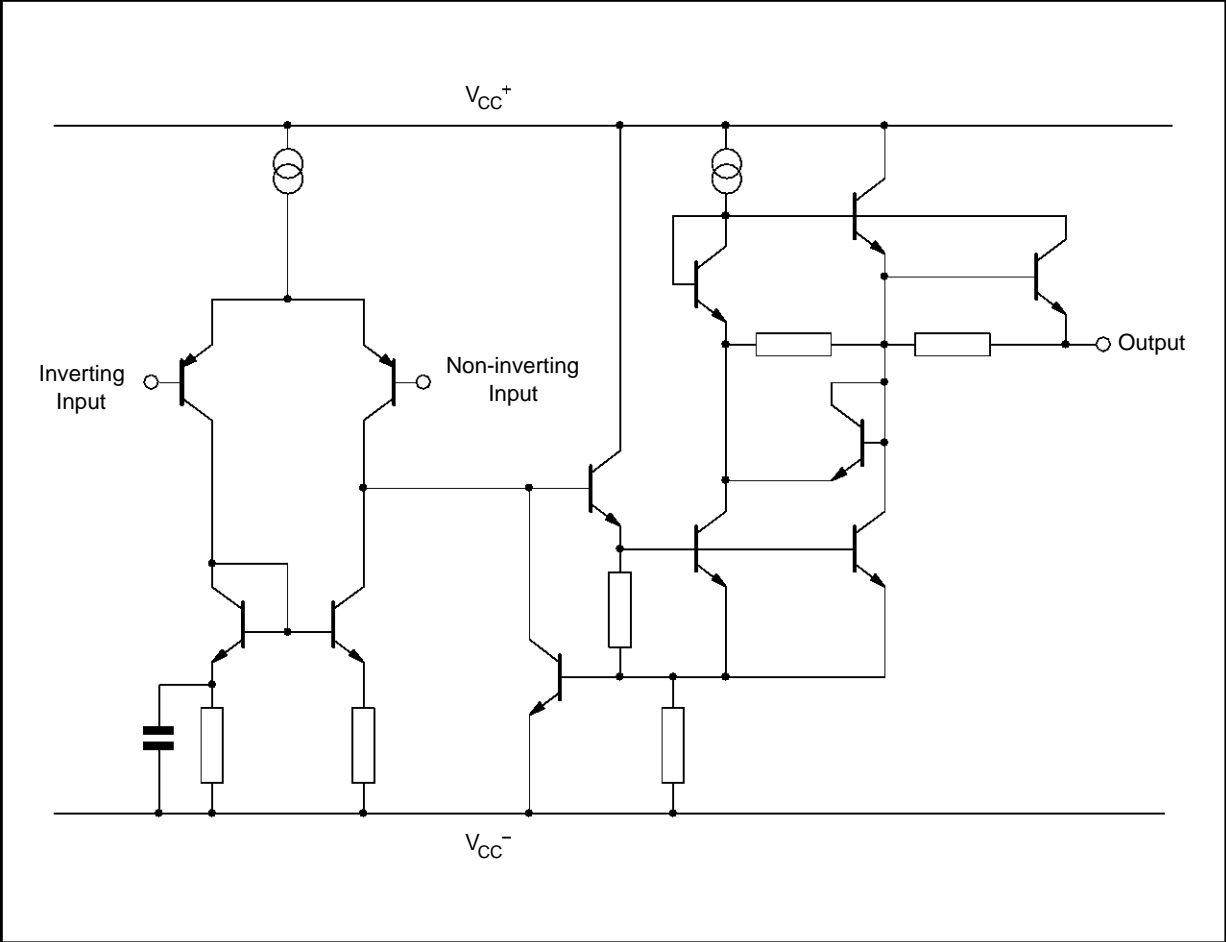 VCC+
Inverting
Input
Non-inverting
Input
Output
VCC−